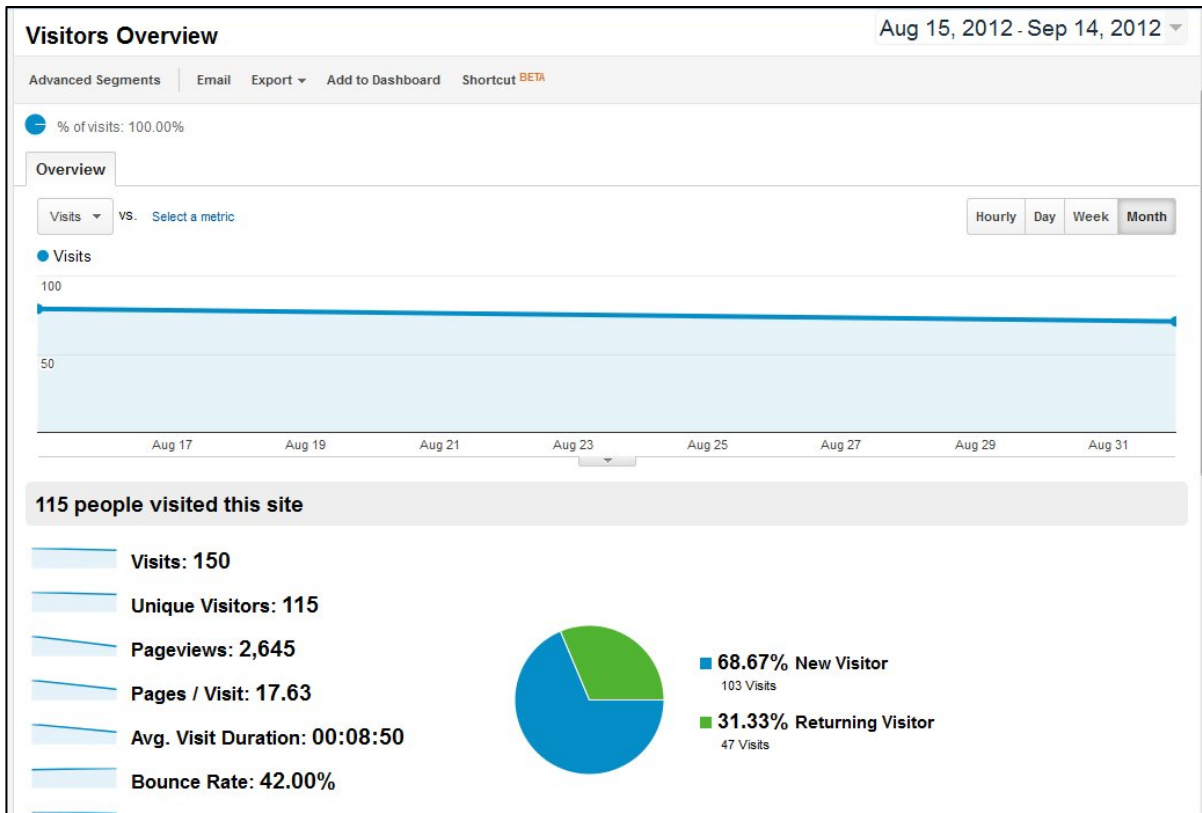 Visitors Overview
Aug 15, 2012 - Sep 14, 2012
Advanced Segments Email Export Add to Dashboard Shortcut BETA
% of visits: 100.00%
Overview
Visits vs. Select a metric
Hourly Day Week Month
Visits
100
50
Aug 17 Aug 19 Aug 21 Aug 23 Aug 25 Aug 27 Aug 29 Aug 31
115 people visited this site
Visits: 150
Unique Visitors: 115
Pageviews: 2,645
Pages / Visit: 17.63
Avg. Visit Duration: 00:08:50
Bounce Rate: 42.00%
68.67% New Visitor
103 Visits
31.33% Returning Visitor
47 Visits